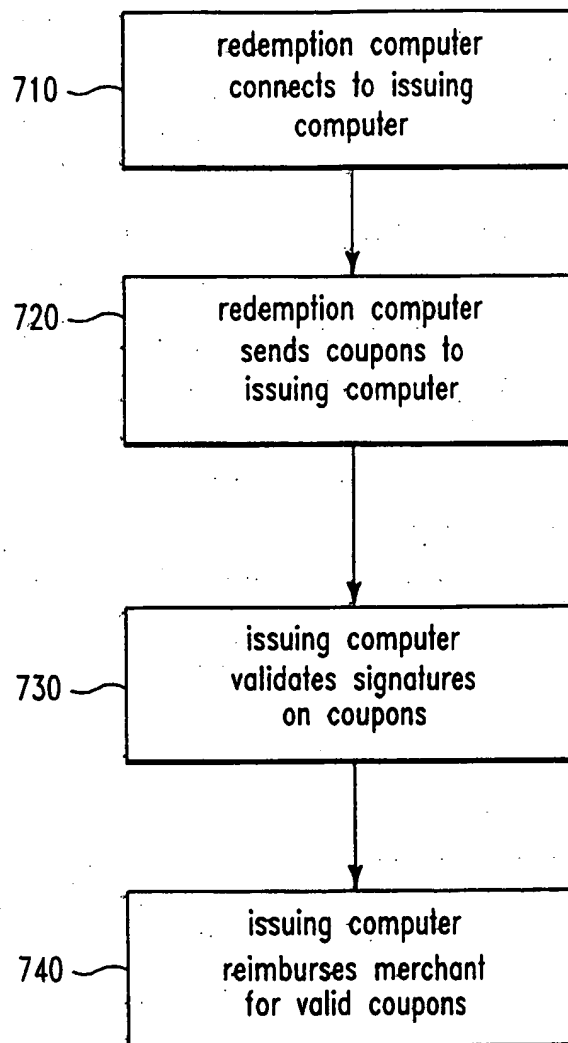 710
redemption computer
connects to issuing
computer
720
redemption computer
sends coupons to
issuing computer
730
issuing computer
validates signatures
on coupons
740
issuing computer
reimburses merchant
for valid coupons